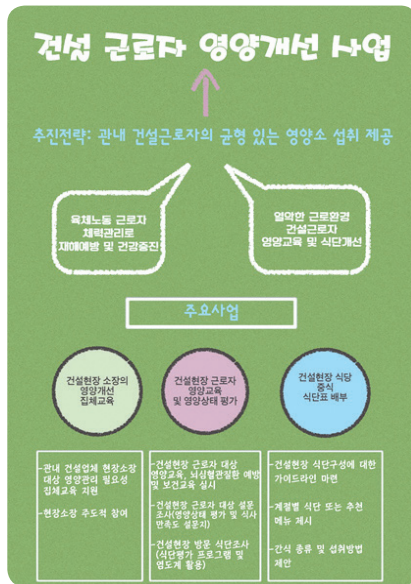 건설 근로자 영양개선 사업
추진전략: 관내 건설근로자의 균형 있는 영양소 섭취 제공
육체노동 근로자
체력관리로
재해예방 및 건강증진
열악한 근로환경
건설근로자
영양교육 및 식단개선
주요사업
건설현장 소장의
영양개선
집체교육
건설현장 근로자
영양교육
및 영양상태 평가
건설현장 식당
중식
식단표 배부
-관내 건설업체 현장소장
대상 영양관리 필요성
집체교육 지원
-현장소장 주도적 참여
-건설현장 근로자 대상
영양교육, 뇌심혈관질환 예방
및 보건교육 실시
-건설현장 근로자 대상 설문
조사(영양상태 평가 및 식사
만족도 설문지)
-건설현장 방문 식단조사
(식단평가 프로그램 및
염도계 활용)
-건설현장 식단구성에 대한
가이드라인 마련
-계절별 식단 또는 추천
메뉴 제시
-간식 종류 및 섭취방법
제안